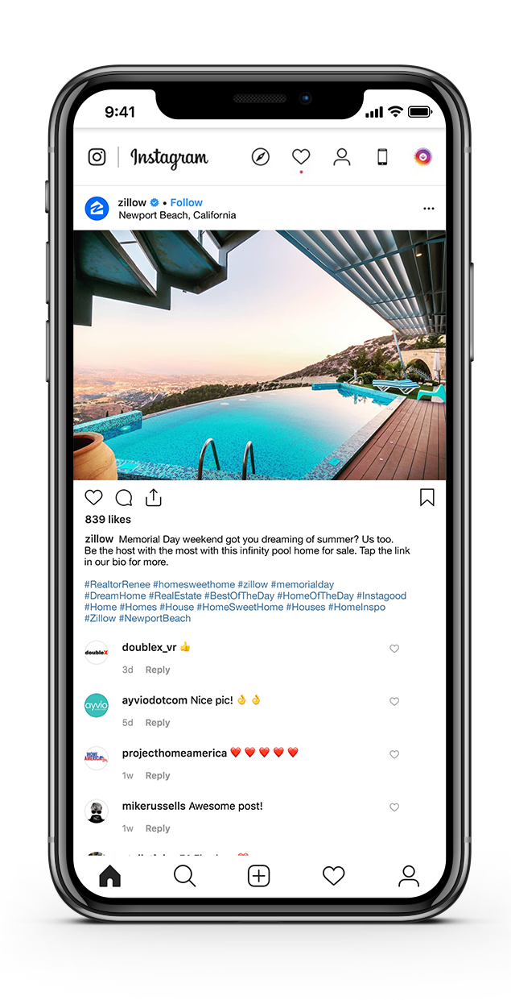 9:41
Instagram
zillow • Follow
Newport Beach, California
839 likes
zillow Memorial Day weekend got you dreaming of summer? Us too.
Be the host with the most with this infinity pool home for sale. Tap the link
in our bio for more.
#RealtorRenee #homesweethome #zillow #memorialday
#DreamHome #RealEstate #BestOfTheDay #HomeOfTheDay #Instagood
#Home #Homes #House #HomeSweetHome #Houses #HomeInspo
#Zillow #NewportBeach
doubleX
doublex_vr 👍
3d Reply
ayvio
ayviodotcom Nice pic! 👌 👌
5d Reply
HOME
AMERICA
projecthomeamerica ❤️ ❤️ ❤️ ❤️ ❤️
1w Reply
mikerussells Awesome post!
1w Reply